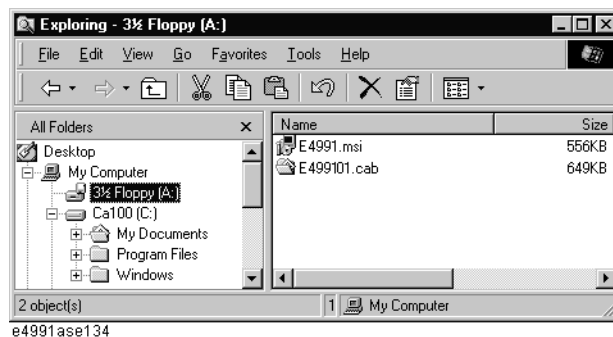 Exploring - 3½ Floppy (A:)
File Edit View Go Favorites Tools Help
All Folders
Desktop
My Computer
3½ Floppy (A:)
Ca100 (C:)
My Documents
Program Files
Windows
Name Size
E4991.msi 556KB
E499101.cab 649KB
2 object(s) 1 My Computer
e4991ase134